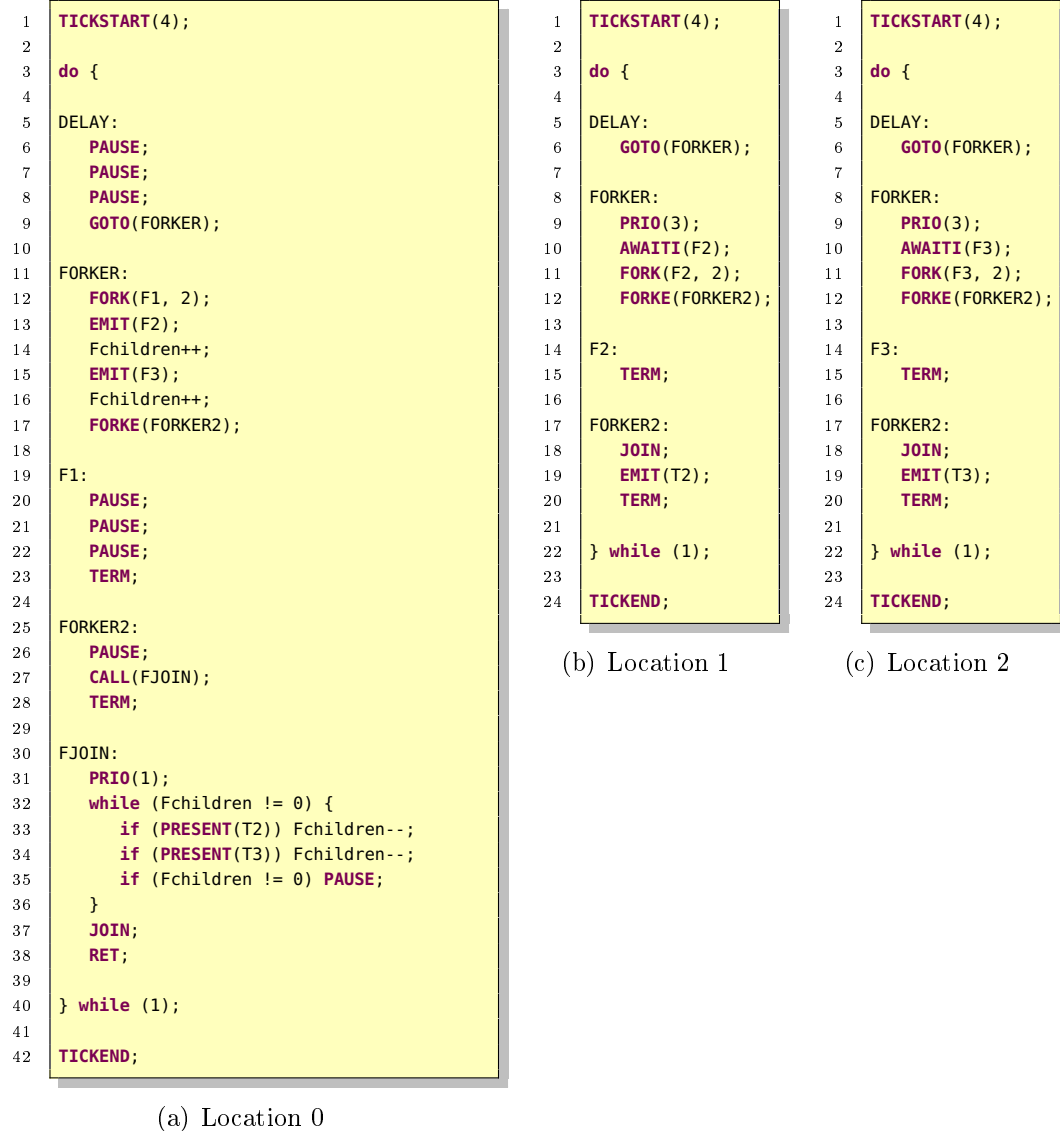 1 TICKSTART(4);
2
3 do {
4
5 DELAY:
6 PAUSE;
7 PAUSE;
8 PAUSE;
9 GOTO(FORKER);
10
11 FORKER:
12 FORK(F1, 2);
13 EMIT(F2);
14 Fchildren++;
15 EMIT(F3);
16 Fchildren++;
17 FORKE(FORKER2);
18
19 F1:
20 PAUSE;
21 PAUSE;
22 PAUSE;
23 TERM;
24
25 FORKER2:
26 PAUSE;
27 CALL(FJOIN);
28 TERM;
29
30 FJOIN:
31 PRIO(1);
32 while (Fchildren != 0) {
33 if (PRESENT(T2)) Fchildren--;
34 if (PRESENT(T3)) Fchildren--;
35 if (Fchildren != 0) PAUSE;
36 }
37 JOIN;
38 RET;
39
40 } while (1);
41
42 TICKEND;
(a) Location 0
1 TICKSTART(4);
2
3 do {
4
5 DELAY:
6 GOTO(FORKER);
7
8 FORKER:
9 PRIO(3);
10 AWAITI(F2);
11 FORK(F2, 2);
12 FORKE(FORKER2);
13
14 F2:
15 TERM;
16
17 FORKER2:
18 JOIN;
19 EMIT(T2);
20 TERM;
21
22 } while (1);
23
24 TICKEND;
(b) Location 1
1 TICKSTART(4);
2
3 do {
4
5 DELAY:
6 GOTO(FORKER);
7
8 FORKER:
9 PRIO(3);
10 AWAITI(F3);
11 FORK(F3, 2);
12 FORKE(FORKER2);
13
14 F3:
15 TERM;
16
17 FORKER2:
18 JOIN;
19 EMIT(T3);
20 TERM;
21
22 } while (1);
23
24 TICKEND;
(c) Location 2